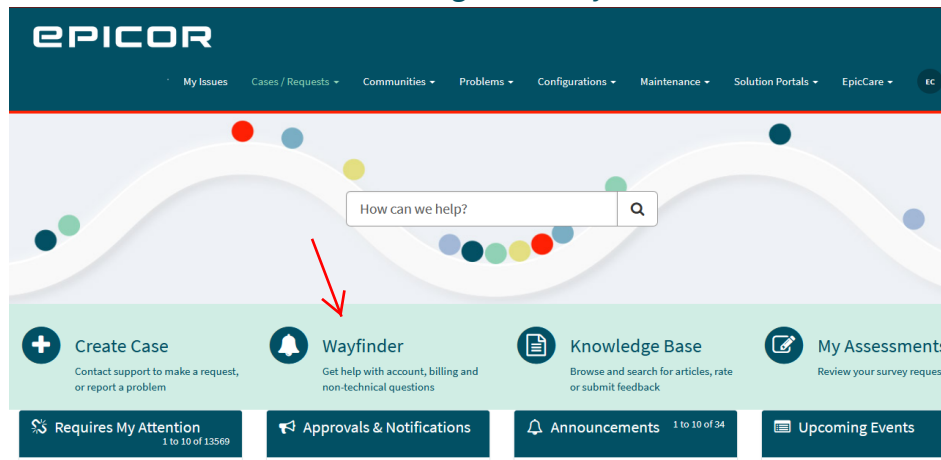 EPICOR
My Issues Cases / Requests Communities Problems Configurations Maintenance Solution Portals EpicCare EC
How can we help?
Create Case
Contact support to make a request,
or report a problem
Wayfinder
Get help with account, billing and
non-technical questions
Knowledge Base
Browse and search for articles, rate
or submit feedback
My Assessments
Review your survey reques
Requires My Attention
1 to 10 of 13569
Approvals & Notifications
Announcements 1 to 10 of 34
Upcoming Events